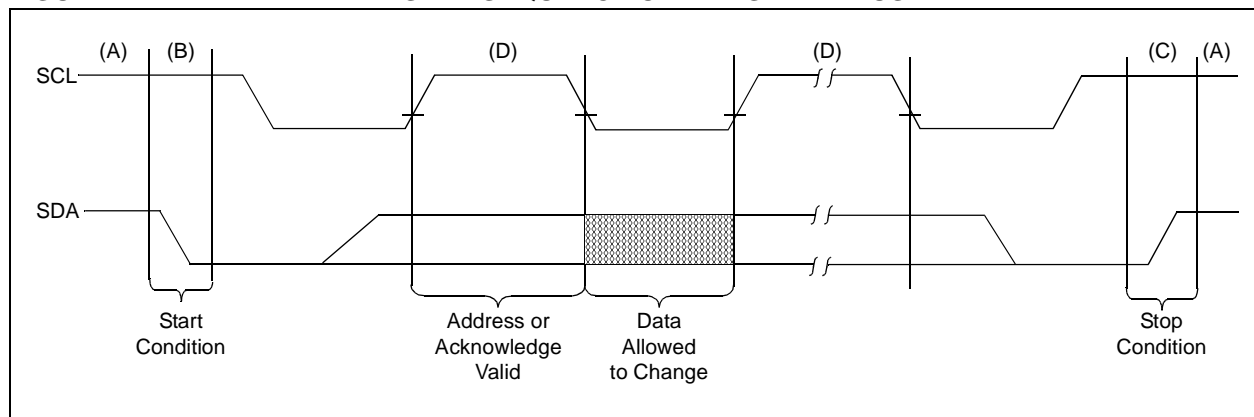 (A) (B) (D) (D) (C) (A)
SCL
SDA
Start
Condition
Address or
Acknowledge
Valid
Data
Allowed
to Change
Stop
Condition